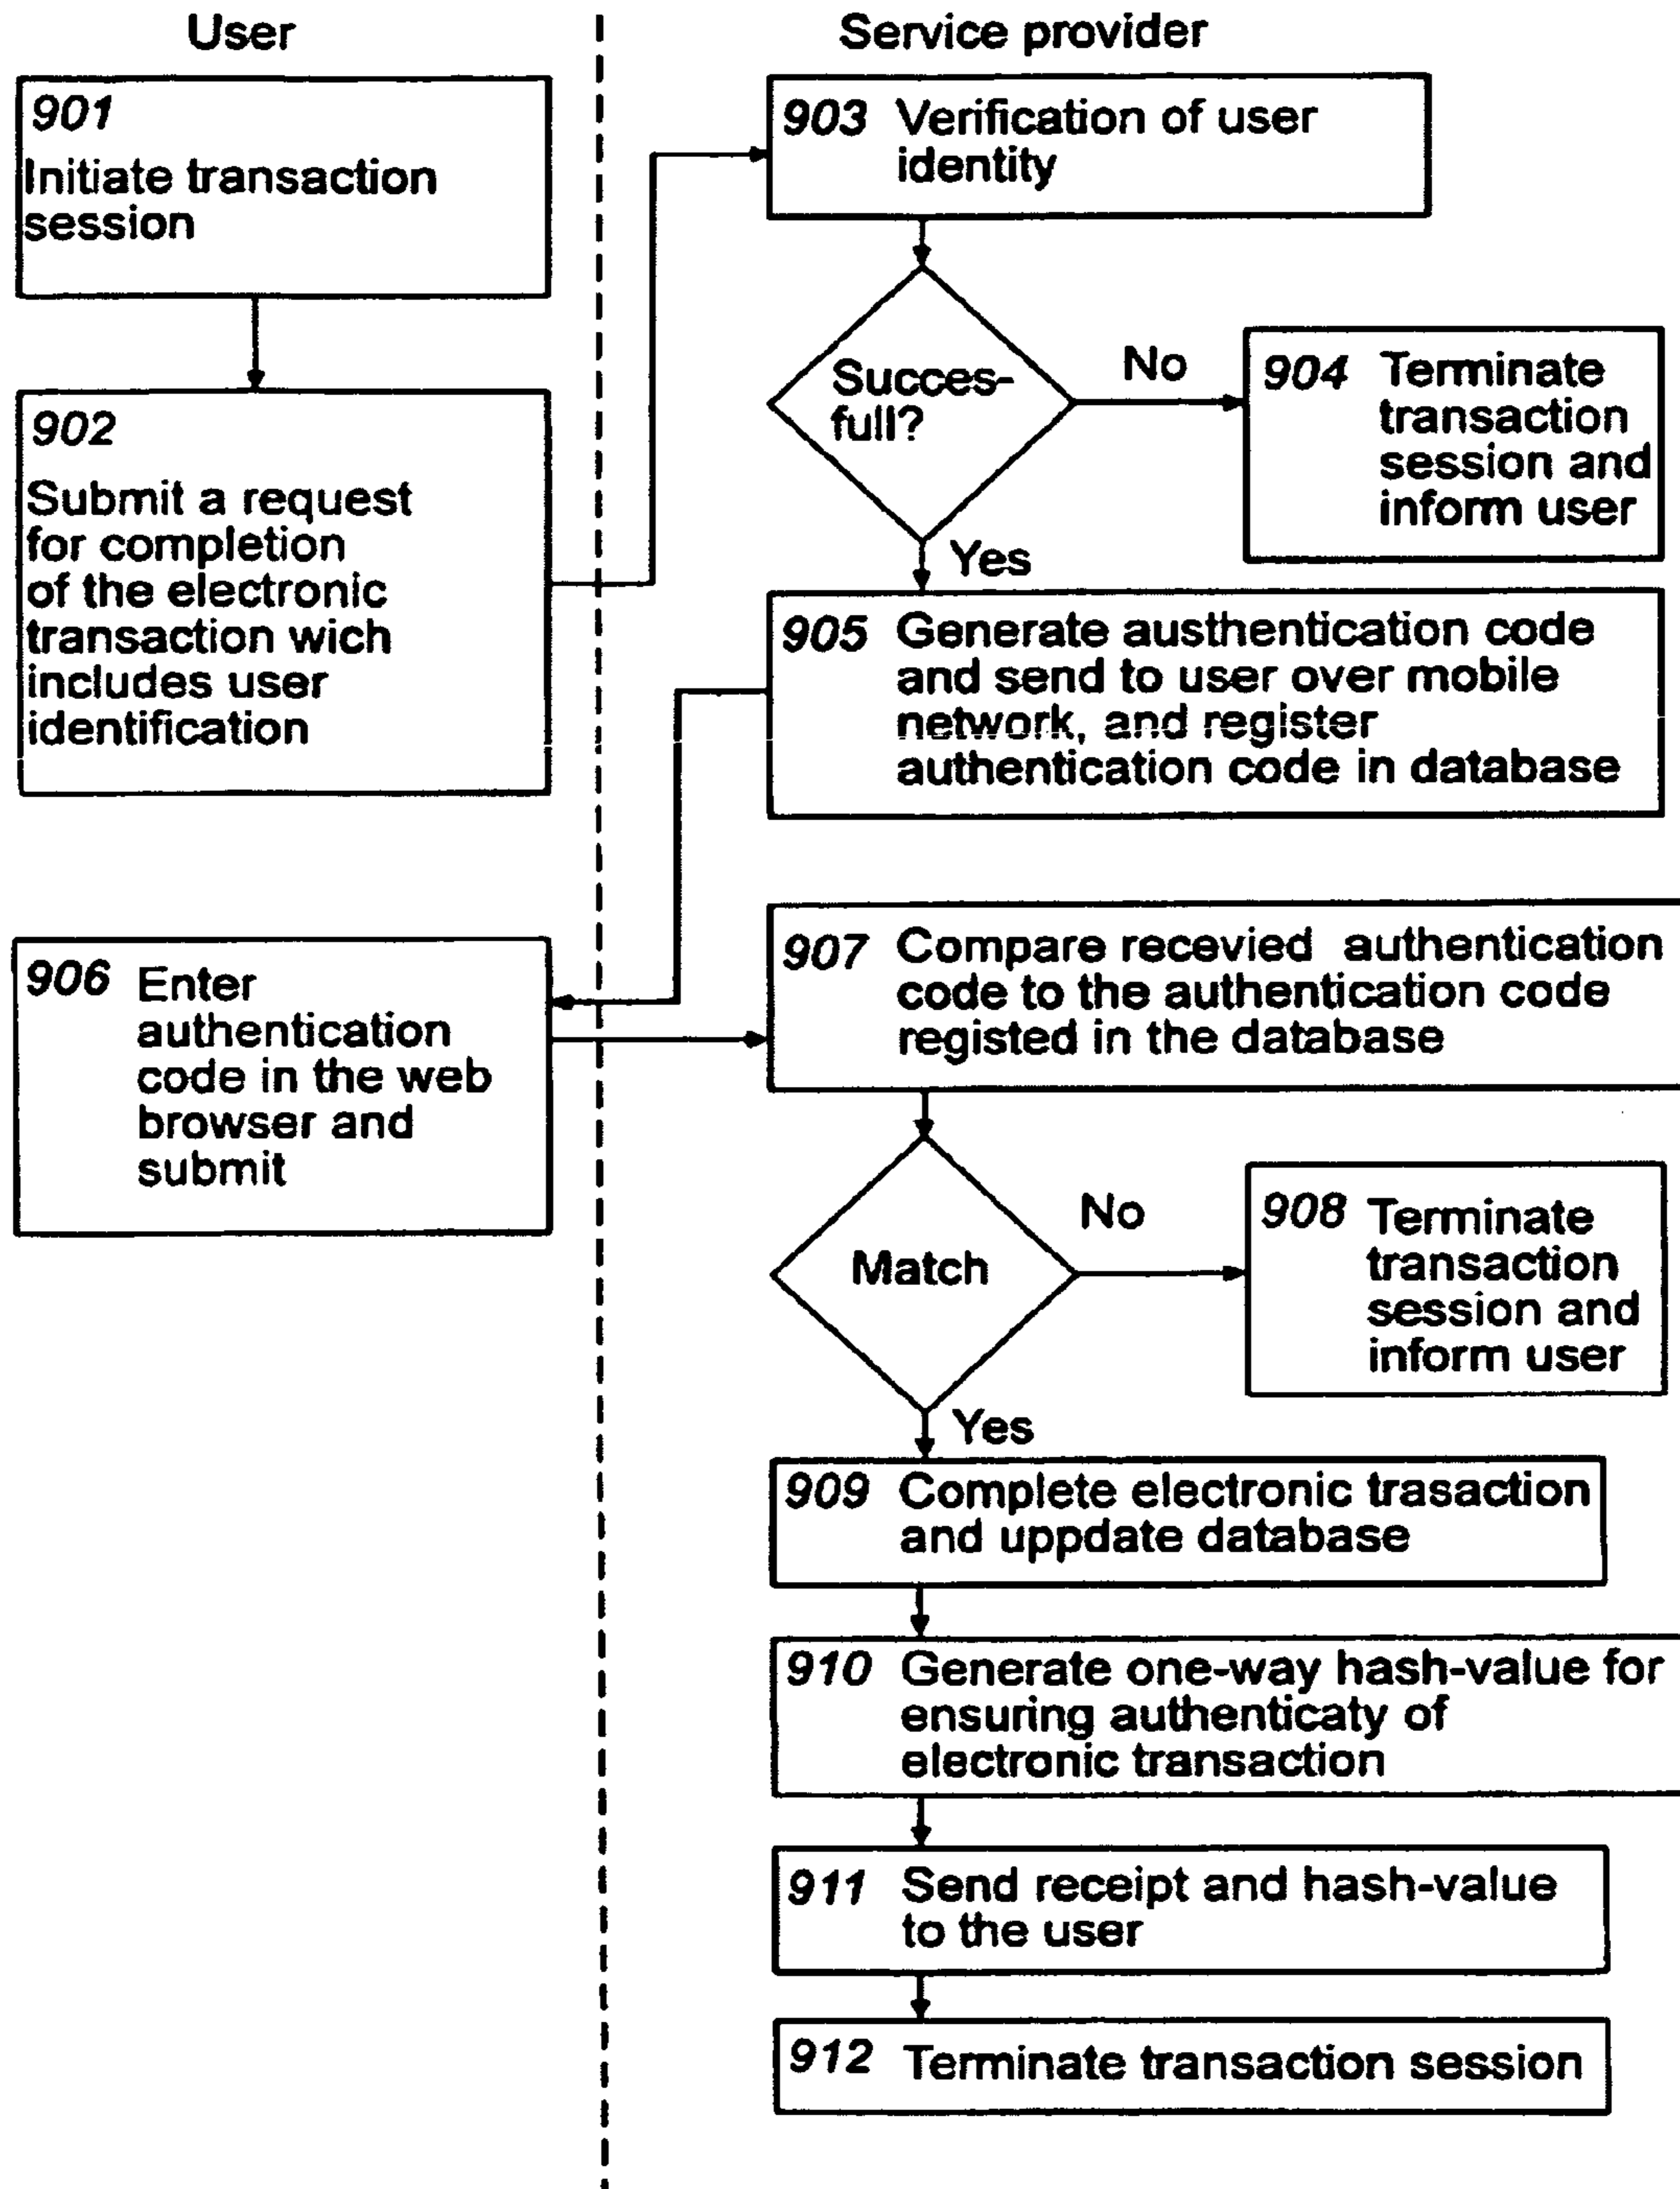 User
Service provider
901
Initiate transaction
session
902
Submit a request
for completion
of the electronic
transaction wich
includes user
identification
903 Verification of user
identity
Succes-
full?
No
904 Terminate
transaction
session and
inform user
Yes
905 Generate austhentication code
and send to user over mobile
network, and register
authentication code in database
906 Enter
authentication
code in the web
browser and
submit
907 Compare recevied authentication
code to the authentication code
registed in the database
Match
No
908 Terminate
transaction
session and
inform user
Yes
909 Complete electronic trasaction
and uppdate database
910 Generate one-way hash-value for
ensuring authenticaty of
electronic transaction
911 Send receipt and hash-value
to the user
912 Terminate transaction session